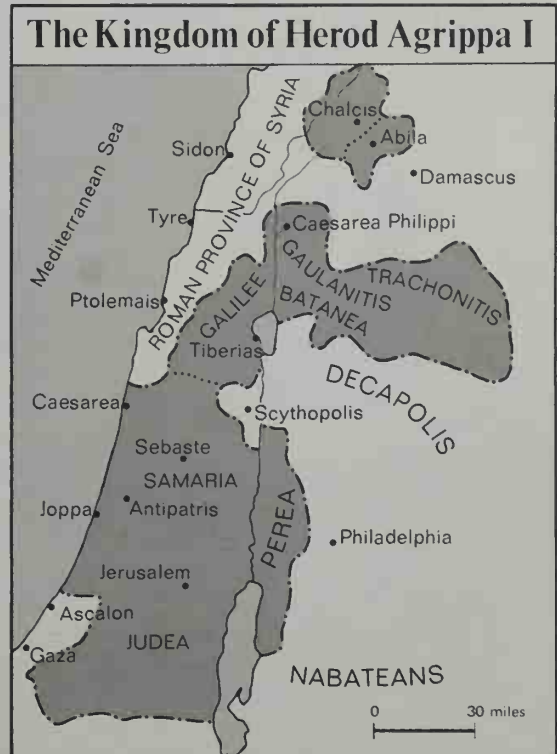 The Kingdom of Herod Agrippa I
Mediterranean Sea
Sidon
Tyre
Ptolemais
ROMAN PROVINCE OF SYRIA
Chalcis
Abila
Damascus
Caesarea Philippi
GAULANITIS
BATANEA
TRACHONITIS
GALILEE
Tiberias
DECAPOLIS
Caesarea
Scythopolis
Sebaste
SAMARIA
Antipatris
Joppa
PEREA
Philadelphia
Jerusalem
Ascalon
JUDEA
Gaza
NABATEANS
0 30 miles